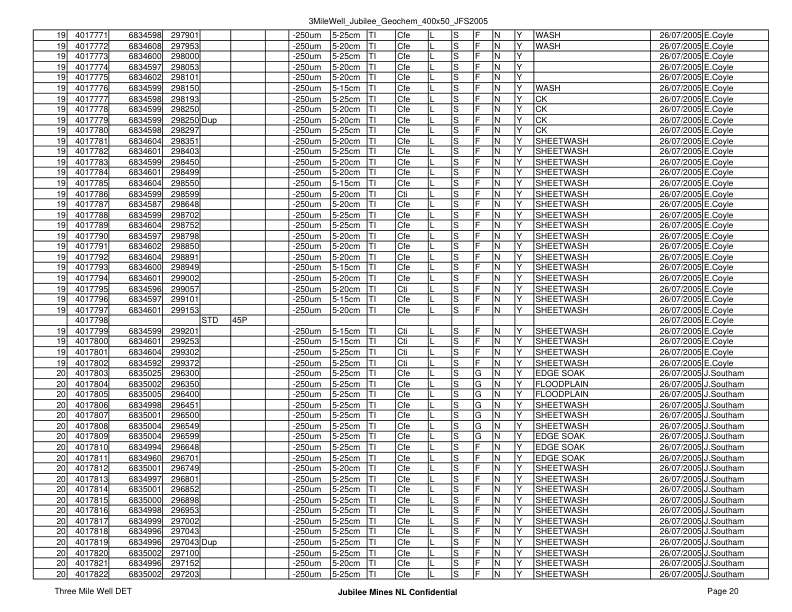 3MileWell_Jubilee_Geochem_400x50_JFS2005
19 4017771 6834598 297901 -250um 5-25cm TI Cfe L S F N Y WASH 26/07/2005 E.Coyle
19 4017772 6834608 297953 -250um 5-20cm TI Cfe L S F N Y WASH 26/07/2005 E.Coyle
19 4017773 6834600 298000 -250um 5-20cm TI Cfe L S F N Y 26/07/2005 E.Coyle
19 4017774 6834597 298053 -250um 5-20cm TI Cfe L S F N Y 26/07/2005 E.Coyle
19 4017775 6834602 298101 -250um 5-20cm TI Cfe L S F N Y 26/07/2005 E.Coyle
19 4017776 6834599 298150 -250um 5-15cm TI Cfe L S F N Y WASH 26/07/2005 E.Coyle
19 4017777 6834598 298193 -250um 5-20cm TI Cfe L S F N Y CK 26/07/2005 E.Coyle
19 4017778 6834599 298250 -250um 5-20cm TI Cfe L S F N Y CK 26/07/2005 E.Coyle
19 4017779 6834599 298250 Dup -250um 5-20cm TI Cfe L S F N Y CK 26/07/2005 E.Coyle
19 4017780 6834598 298297 -250um 5-20cm TI Cfe L S F N Y CK 26/07/2005 E.Coyle
19 4017781 6834604 298351 -250um 5-20cm TI Cfe L S F N Y SHEETWASH 26/07/2005 E.Coyle
19 4017782 6834601 298403 -250um 5-25cm TI Cfe L S F N Y SHEETWASH 26/07/2005 E.Coyle
19 4017783 6834599 298450 -250um 5-20cm TI Cfe L S F N Y SHEETWASH 26/07/2005 E.Coyle
19 4017784 6834601 298499 -250um 5-20cm TI Cfe L S F N Y SHEETWASH 26/07/2005 E.Coyle
19 4017785 6834604 298550 -250um 5-15cm TI Cfe L S F N Y SHEETWASH 26/07/2005 E.Coyle
19 4017786 6834599 298599 -250um 5-20cm TI Cti L S F N Y SHEETWASH 26/07/2005 E.Coyle
19 4017787 6834587 298648 -250um 5-20cm TI Cfe L S F N Y SHEETWASH 26/07/2005 E.Coyle
19 4017788 6834599 298702 -250um 5-25cm TI Cfe L S F N Y SHEETWASH 26/07/2005 E.Coyle
19 4017789 6834604 298752 -250um 5-25cm TI Cfe L S F N Y SHEETWASH 26/07/2005 E.Coyle
19 4017790 6834597 298798 -250um 5-20cm TI Cfe L S F N Y SHEETWASH 26/07/2005 E.Coyle
19 4017791 6834602 298850 -250um 5-20cm TI Cfe L S F N Y SHEETWASH 26/07/2005 E.Coyle
19 4017792 6834604 298891 -250um 5-20cm TI Cfe L S F N Y SHEETWASH 26/07/2005 E.Coyle
19 4017793 6834600 298949 -250um 5-15cm TI Cfe L S F N Y SHEETWASH 26/07/2005 E.Coyle
19 4017794 6834601 299002 -250um 5-20cm TI Cfe L S F N Y SHEETWASH 26/07/2005 E.Coyle
19 4017795 6834596 299057 -250um 5-20cm TI Cti L S F N Y SHEETWASH 26/07/2005 E.Coyle
19 4017796 6834597 299101 -250um 5-15cm TI Cfe L S F N Y SHEETWASH 26/07/2005 E.Coyle
19 4017797 6834601 299153 -250um 5-20cm TI Cfe L S F N Y SHEETWASH 26/07/2005 E.Coyle
4017798 STD 45P 26/07/2005 E.Coyle
19 4017799 6834599 299201 -250um 5-15cm TI Cti L S F N Y SHEETWASH 26/07/2005 E.Coyle
19 4017800 6834601 299253 -250um 5-15cm TI Cti L S F N Y SHEETWASH 26/07/2005 E.Coyle
19 4017801 6834604 299302 -250um 5-20cm TI Cti L S F N Y SHEETWASH 26/07/2005 E.Coyle
19 4017802 6834592 299372 -250um 5-20cm TI Cti L S F N Y SHEETWASH 26/07/2005 E.Coyle
20 4017803 6835025 296300 -250um 5-25cm TI Cfe L S G N Y EDGE SOAK 26/07/2005 J.Southam
20 4017804 6835002 296350 -250um 5-25cm TI Cfe L S G N Y FLOODPLAIN 26/07/2005 J.Southam
20 4017805 6835005 296400 -250um 5-25cm TI Cfe L S G N Y FLOODPLAIN 26/07/2005 J.Southam
20 4017806 6834998 296451 -250um 5-25cm TI Cfe L S G N Y SHEETWASH 26/07/2005 J.Southam
20 4017807 6835001 296500 -250um 5-25cm TI Cfe L S G N Y SHEETWASH 26/07/2005 J.Southam
20 4017808 6835004 296549 -250um 5-25cm TI Cfe L S G N Y SHEETWASH 26/07/2005 J.Southam
20 4017809 6835004 296599 -250um 5-25cm TI Cfe L S G N Y EDGE SOAK 26/07/2005 J.Southam
20 4017810 6834994 296648 -250um 5-25cm TI Cfe L S F N Y EDGE SOAK 26/07/2005 J.Southam
20 4017811 6834960 296701 -250um 5-25cm TI Cfe L S F N Y EDGE SOAK 26/07/2005 J.Southam
20 4017812 6835001 296749 -250um 5-25cm TI Cfe L S F N Y SHEETWASH 26/07/2005 J.Southam
20 4017813 6834997 296801 -250um 5-25cm TI Cfe L S F N Y SHEETWASH 26/07/2005 J.Southam
20 4017814 6835001 296852 -250um 5-25cm TI Cfe L S F N Y SHEETWASH 26/07/2005 J.Southam
20 4017815 6835000 296898 -250um 5-25cm TI Cfe L S F N Y SHEETWASH 26/07/2005 J.Southam
20 4017816 6834998 296953 -250um 5-25cm TI Cfe L S F N Y SHEETWASH 26/07/2005 J.Southam
20 4017817 6834999 297002 -250um 5-25cm TI Cfe L S F N Y SHEETWASH 26/07/2005 J.Southam
20 4017818 6834996 297043 -250um 5-25cm TI Cfe L S F N Y SHEETWASH 26/07/2005 J.Southam
20 4017819 6834996 297043 Dup -250um 5-25cm TI Cfe L S F N Y SHEETWASH 26/07/2005 J.Southam
20 4017820 6835002 297100 -250um 5-25cm TI Cfe L S F N Y SHEETWASH 26/07/2005 J.Southam
20 4017821 6834996 297152 -250um 5-25cm TI Cfe L S F N Y SHEETWASH 26/07/2005 J.Southam
20 4017822 6835002 297203 -250um 5-25cm TI Cfe L S F N Y SHEETWASH 26/07/2005 J.Southam
Three Mile Well DET Jubilee Mines NL Confidential Page 20